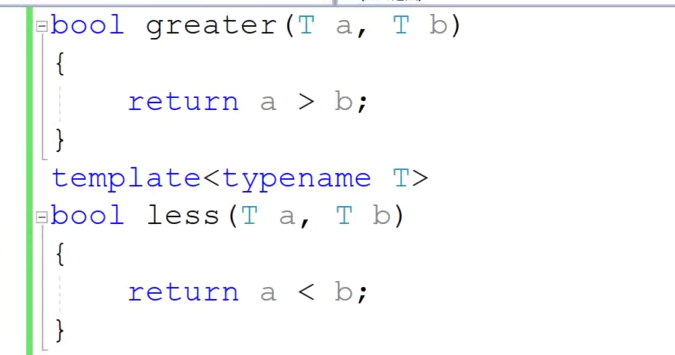 bool greater(T a, T b)
{
    return a > b;
}
template<typename T>
bool less(T a, T b)
{
    return a < b;
}